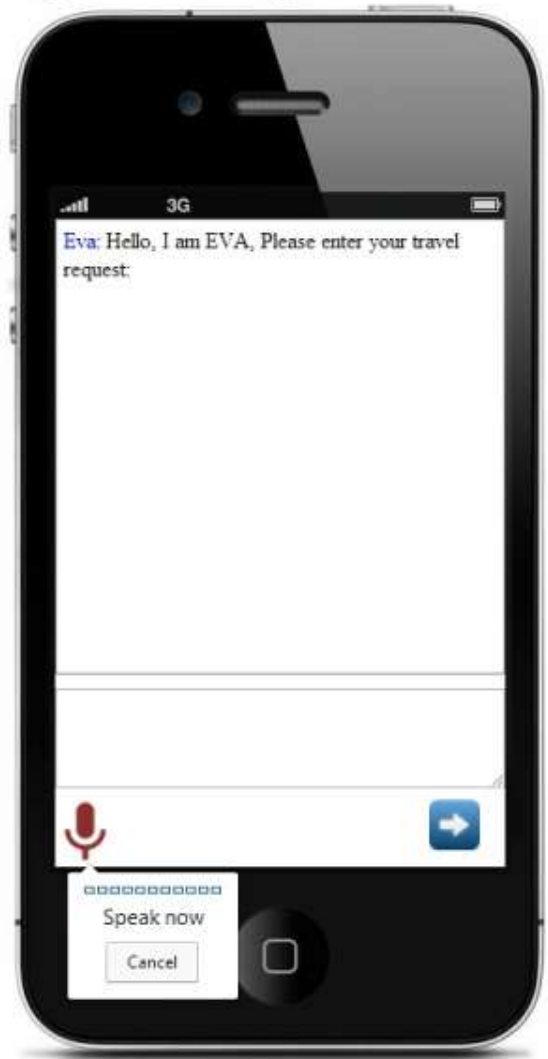 3G
Eva: Hello, I am EVA, Please enter your travel
request:
Speak now
Cancel